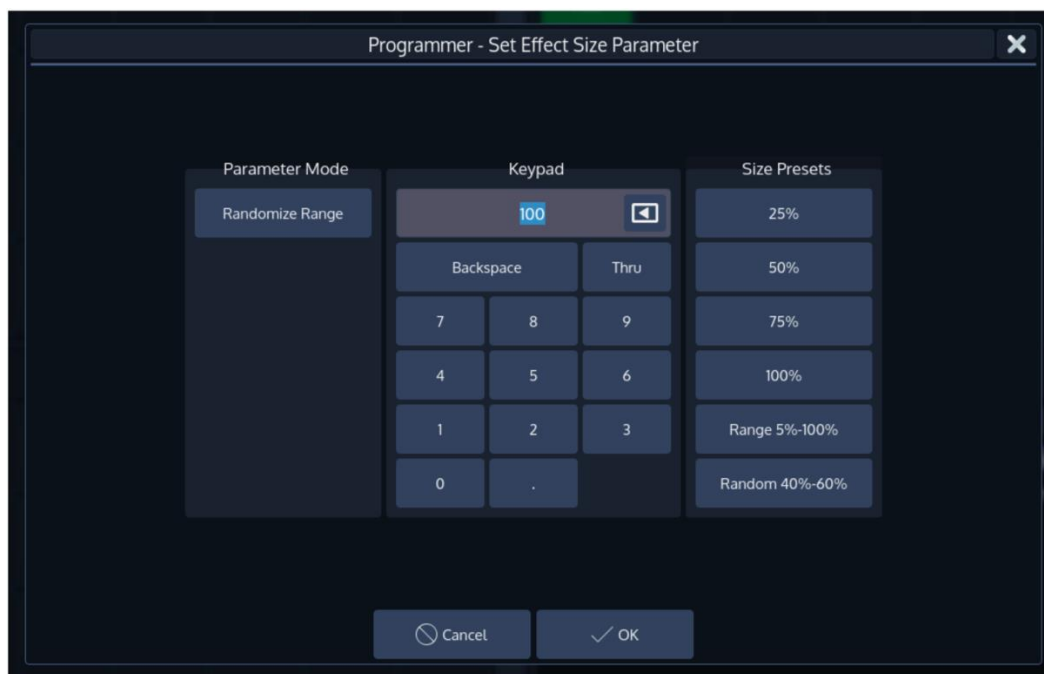 Programmer - Set Effect Size Parameter
Parameter Mode
Randomize Range
Keypad
100
Backspace
Thru
7 8 9
4 5 6
1 2 3
0 .
Size Presets
25%
50%
75%
100%
Range 5%-100%
Random 40%-60%
Cancel
OK